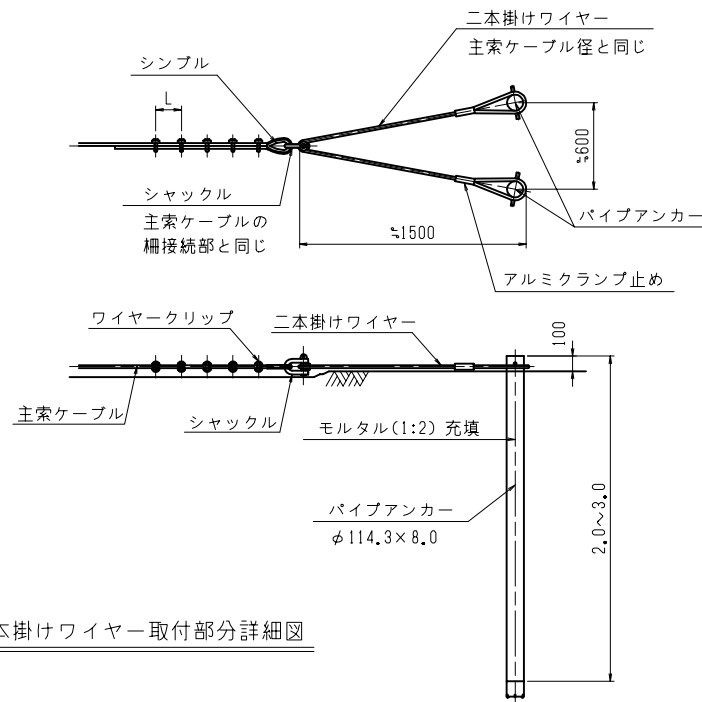 二本掛けワイヤー
主索ケーブル径と同じ
シンブル
L
≒600
シャックル
主索ケーブルの
柵接続部と同じ
≒1500
パイプアンカー
アルミクランプ止め
ワイヤークリップ
二本掛けワイヤー
100
主索ケーブル
シャックル
モルタル(1:2) 充填
パイプアンカー
φ114.3×8.0
2.0~3.0
本掛けワイヤー取付部分詳細図